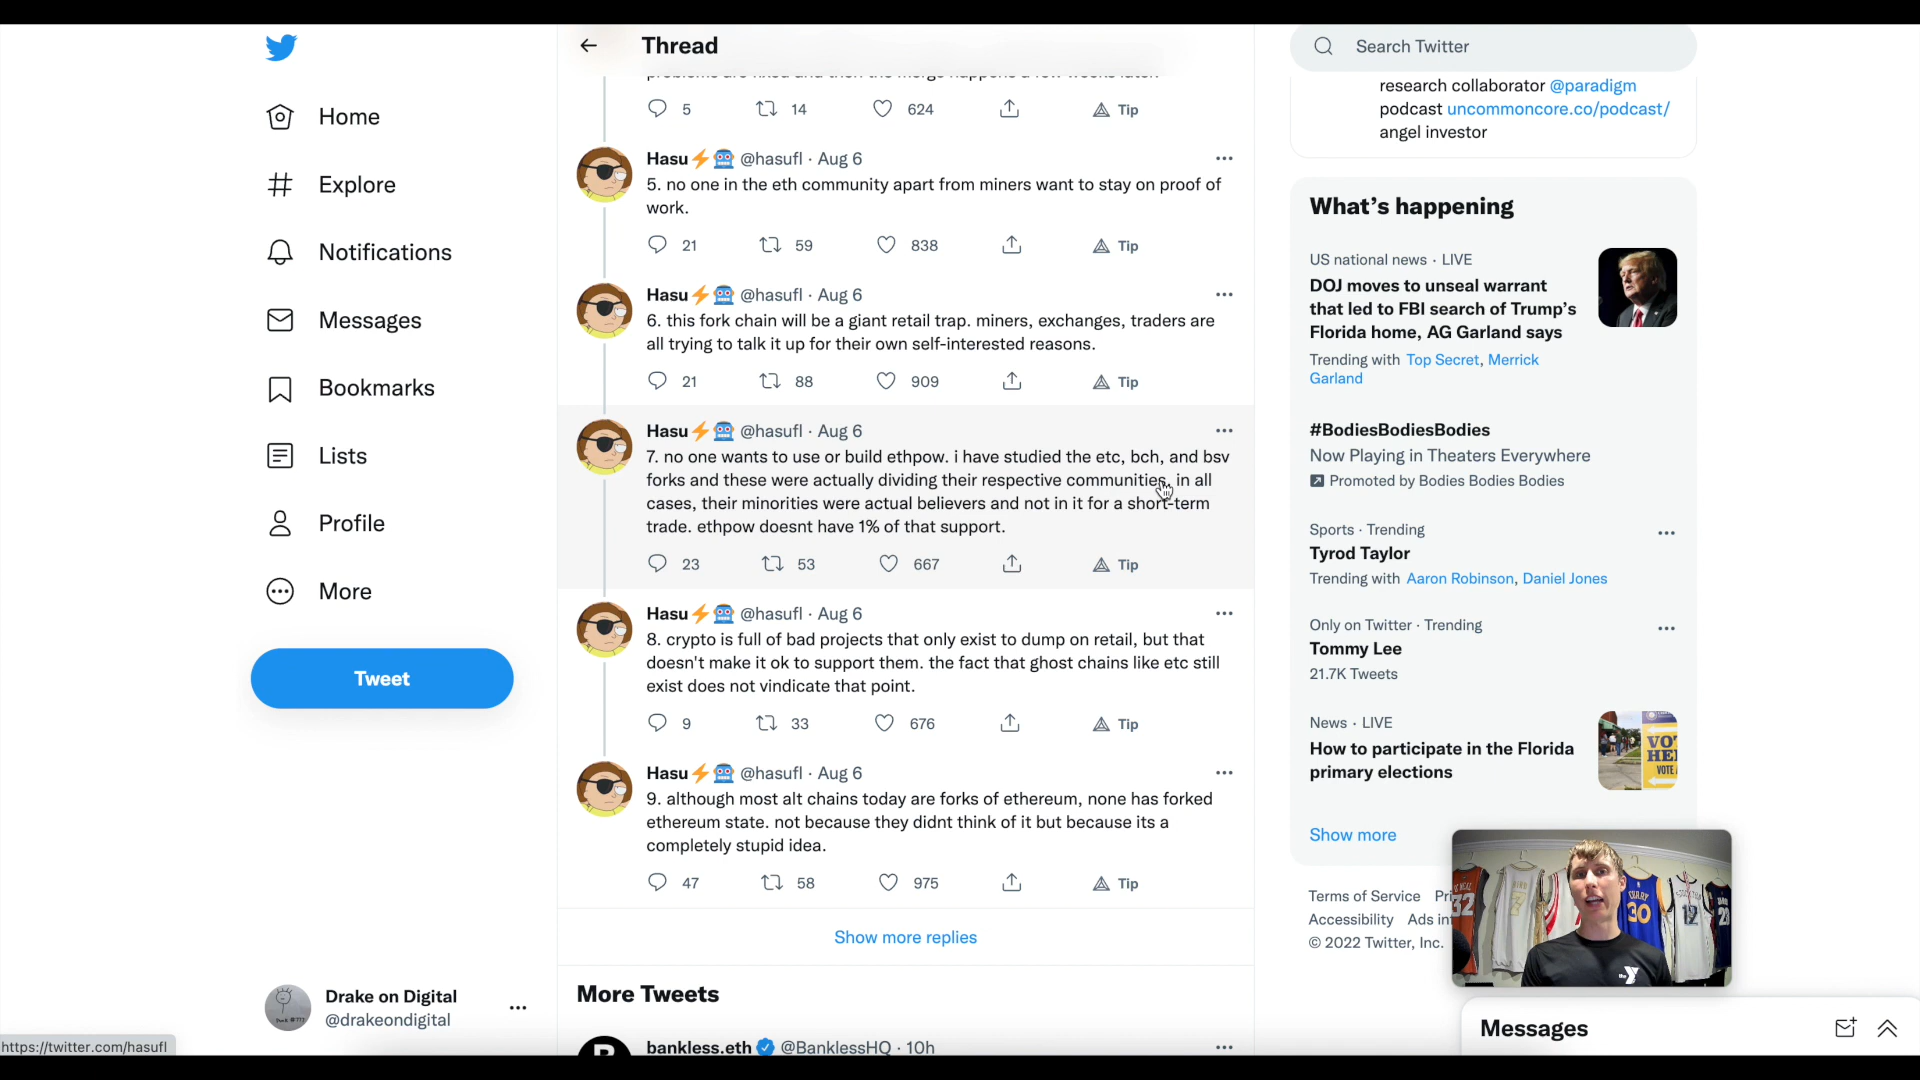 Home
Explore
Notifications
Messages
Bookmarks
Lists
Profile
More
Tweet
Drake on Digital
@drakeondigital
https://twitter.com/hasufl
Thread
problems are fixed and then the merge happens a few weeks later.
5 14 624 Tip
Hasu⚡🤖 @hasufl · Aug 6
5. no one in the eth community apart from miners want to stay on proof of
work.
21 59 838 Tip
Hasu⚡🤖 @hasufl · Aug 6
6. this fork chain will be a giant retail trap. miners, exchanges, traders are
all trying to talk it up for their own self-interested reasons.
21 88 909 Tip
Hasu⚡🤖 @hasufl · Aug 6
7. no one wants to use or build ethpow. i have studied the etc, bch, and bsv
forks and these were actually dividing their respective communities. in all
cases, their minorities were actual believers and not in it for a short-term
trade. ethpow doesnt have 1% of that support.
23 53 667 Tip
Hasu⚡🤖 @hasufl · Aug 6
8. crypto is full of bad projects that only exist to dump on retail, but that
doesn't make it ok to support them. the fact that ghost chains like etc still
exist does not vindicate that point.
9 33 676 Tip
Hasu⚡🤖 @hasufl · Aug 6
9. although most alt chains today are forks of ethereum, none has forked
ethereum state. not because they didnt think of it but because its a
completely stupid idea.
47 58 975 Tip
Show more replies
More Tweets
bankless.eth @BanklessHQ · 10h
Search Twitter
research collaborator @paradigm
podcast uncommoncore.co/podcast/
angel investor
What's happening
US national news · LIVE
DOJ moves to unseal warrant
that led to FBI search of Trump's
Florida home, AG Garland says
Trending with Top Secret, Merrick
Garland
#BodiesBodiesBodies
Now Playing in Theaters Everywhere
Promoted by Bodies Bodies Bodies
Sports · Trending
Tyrod Taylor
Trending with Aaron Robinson, Daniel Jones
Only on Twitter · Trending
Tommy Lee
21.7K Tweets
News · LIVE
How to participate in the Florida
primary elections
Show more
Terms of Service Pri
Accessibility Ads in
© 2022 Twitter, Inc.
32
30
12
Messages